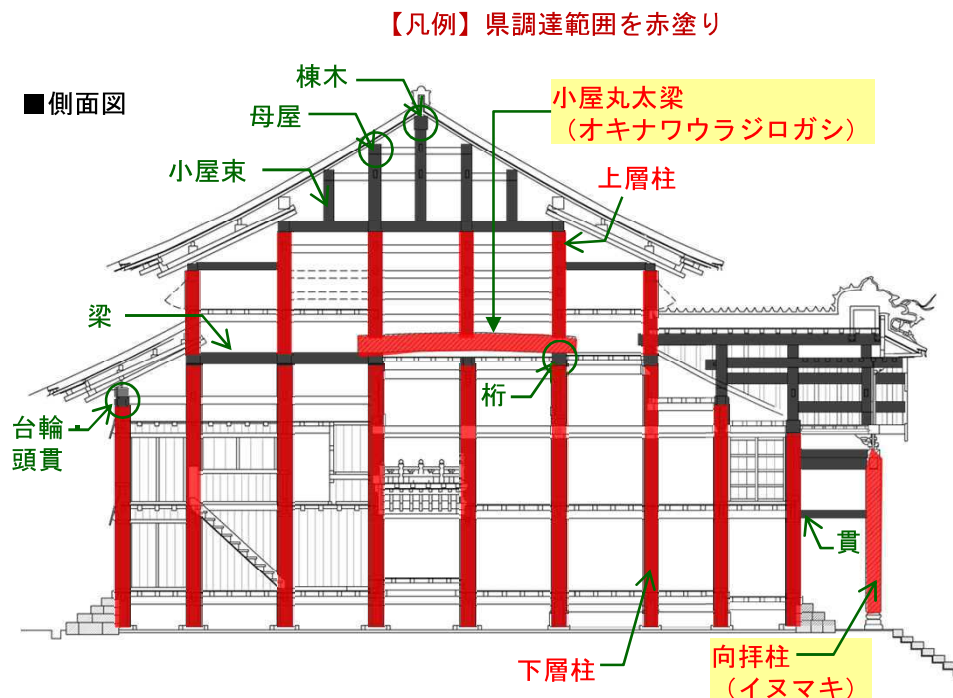 【凡例】県調達範囲を赤塗り
■側面図
棟木
母屋
小屋束
小屋丸太梁
（オキナワウラジロガシ）
上層柱
梁
桁
台輪
頭貫
貫
下層柱
向拝柱
（イヌマキ）